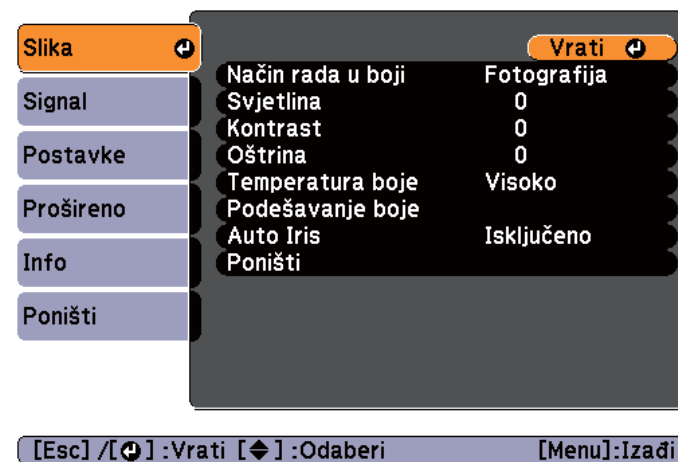 Slika
Signal
Postavke
Prošireno
Info
Poništi
Vrati
Način rada u boji Fotografija
Svjetlina 0
Kontrast 0
Oštrina 0
Temperatura boje Visoko
Podešavanje boje
Auto Iris Isključeno
Poništi
[Esc] /[⏎] :Vrati [◆] :Odaberi [Menu]:Izađi